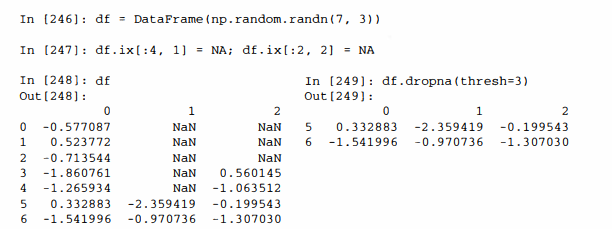 In [246]: df = DataFrame(np.random.randn(7, 3))
In [247]: df.ix[:4, 1] = NA; df.ix[:2, 2] = NA
In [248]: df
Out[248]:
0 1 2
0 -0.577087 NaN NaN
1 0.523772 NaN NaN
2 -0.713544 NaN NaN
3 -1.860761 NaN 0.560145
4 -1.265934 NaN -1.063512
5 0.332883 -2.359419 -0.199543
6 -1.541996 -0.970736 -1.307030
In [249]: df.dropna(thresh=3)
Out[249]:
0 1 2
5 0.332883 -2.359419 -0.199543
6 -1.541996 -0.970736 -1.307030